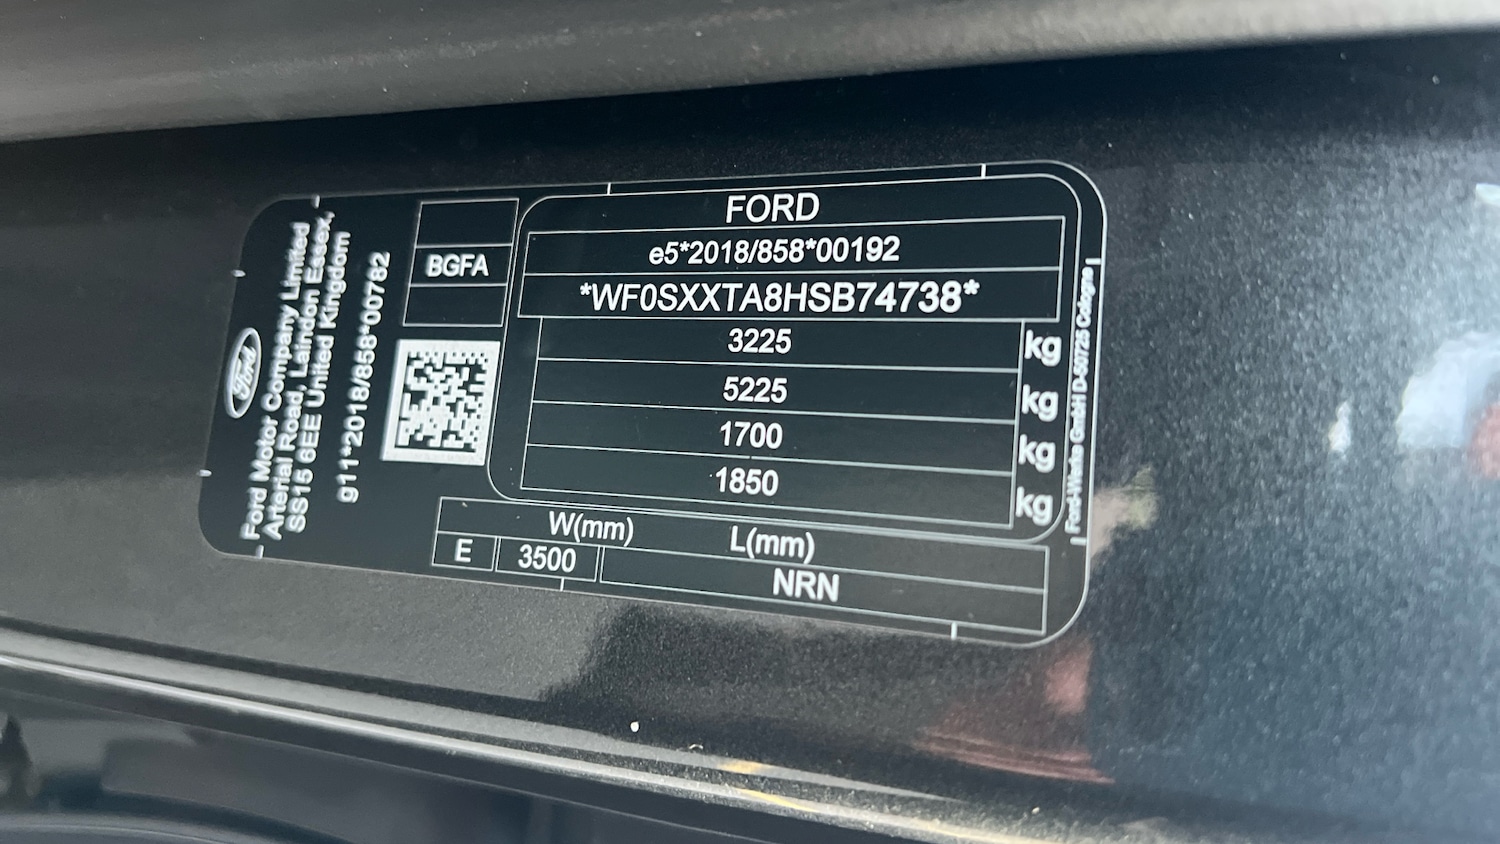 Ford
Ford Motor Company Limited
Arterial Road, Laindon Essex,
SS15 6EE United Kingdom
g11*2018/858*00782
BGFA
FORD
e5*2018/858*00192
*WF0SXXTA8HSB74738*
3225 kg
5225 kg
1700 kg
1850 kg
W(mm) L(mm)
E 3500 NRN
Ford-Werke GmbH D-50725 Cologne